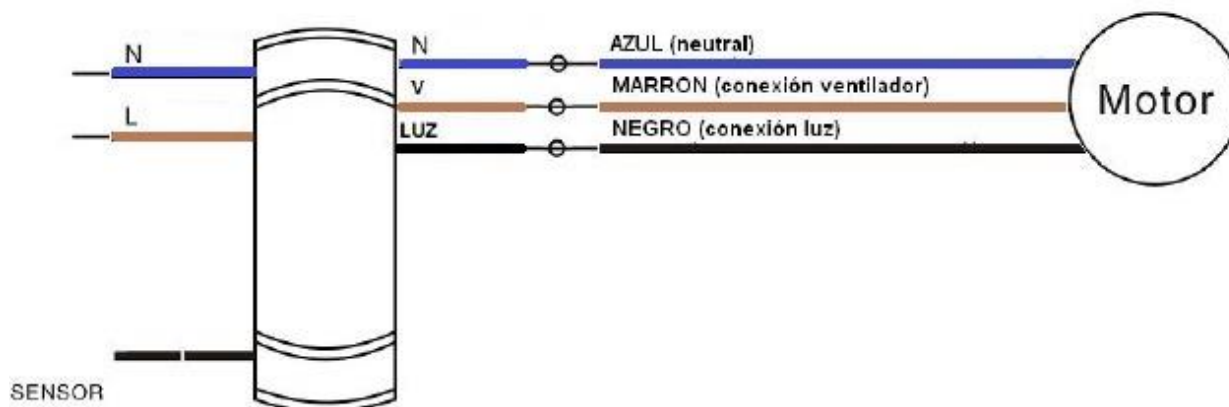 N
L
SENSOR
N
AZUL (neutral)
V
MARRON (conexión ventilador)
LUZ
NEGRO (conexión luz)
Motor